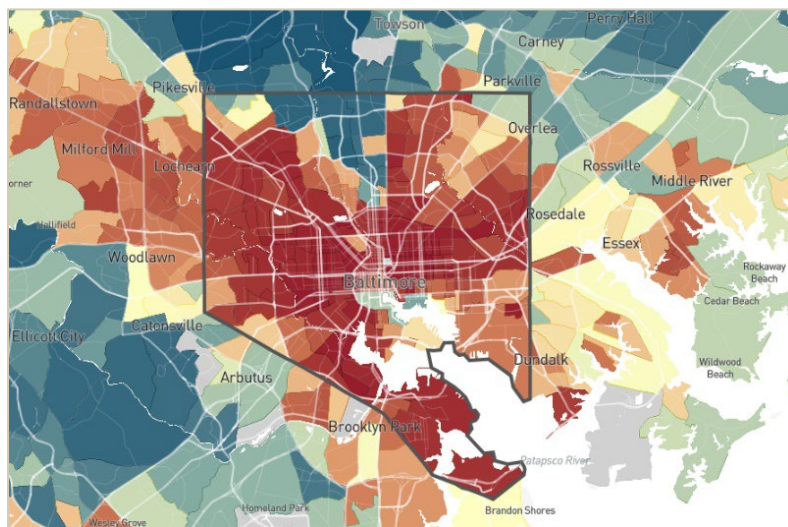 Towson
Perry Hall
Carney
Pikesville
Parkville
Randallstown
Overlea
Milford Mill
Lochearn
Rossville
Middle River
Rosedale
Essex
Woodlawn
Baltimore
Rockaway
Beach
Cedar Beach
Catonsville
Ellicott City
Dundalk
Wildwood
Beach
Arbutus
Brooklyn Park
Patapsco River
Homeland Park
Brandon Shores
Wesley Grove